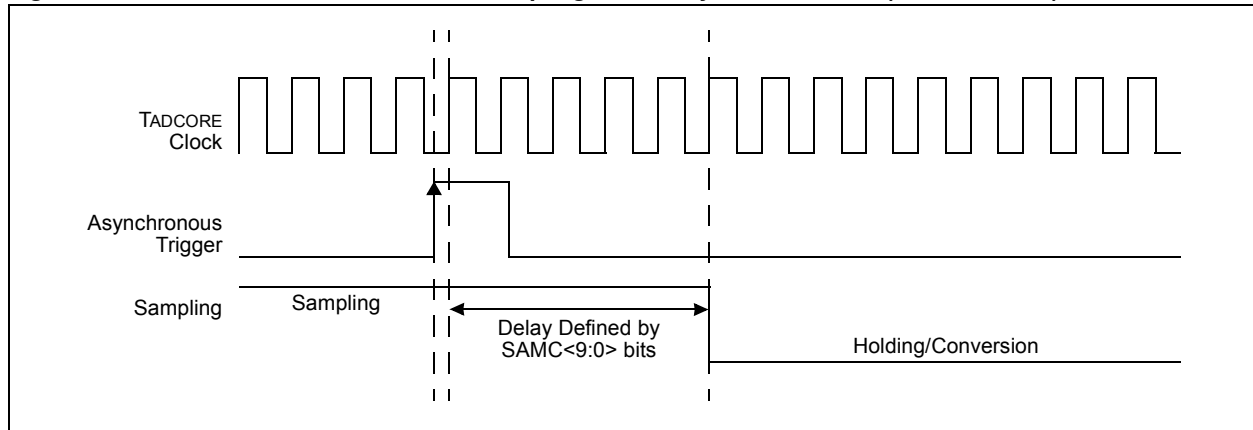 TADCORE
Clock
Asynchronous
Trigger
Sampling
Sampling
Delay Defined by
SAMC<9:0> bits
Holding/Conversion